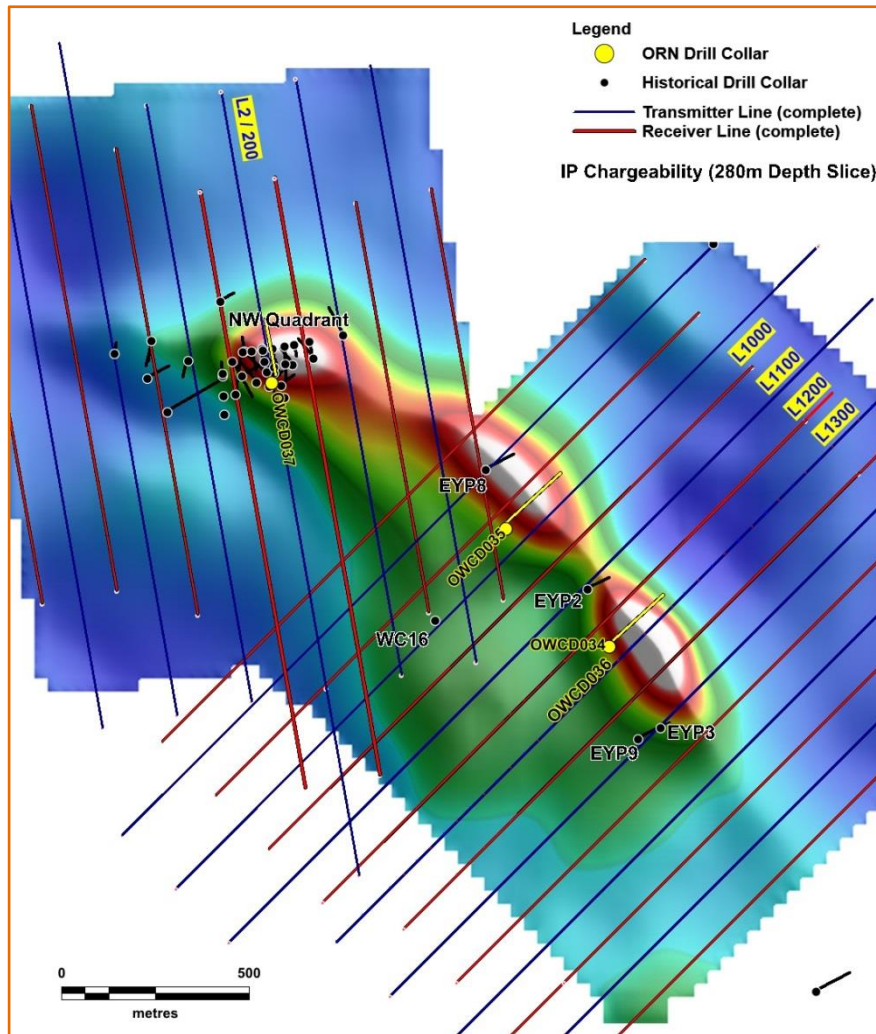 Legend
ORN Drill Collar
Historical Drill Collar
Transmitter Line (complete)
Receiver Line (complete)
IP Chargeability (280m Depth Slice)
L2 / 200
NW Quadrant
OWCD037
L1000
L1100
L1200
L1300
EYP8
OWCD035
EYP2
WC16
OWCD034
OWCD036
EYP3
EYP9
0 500
metres